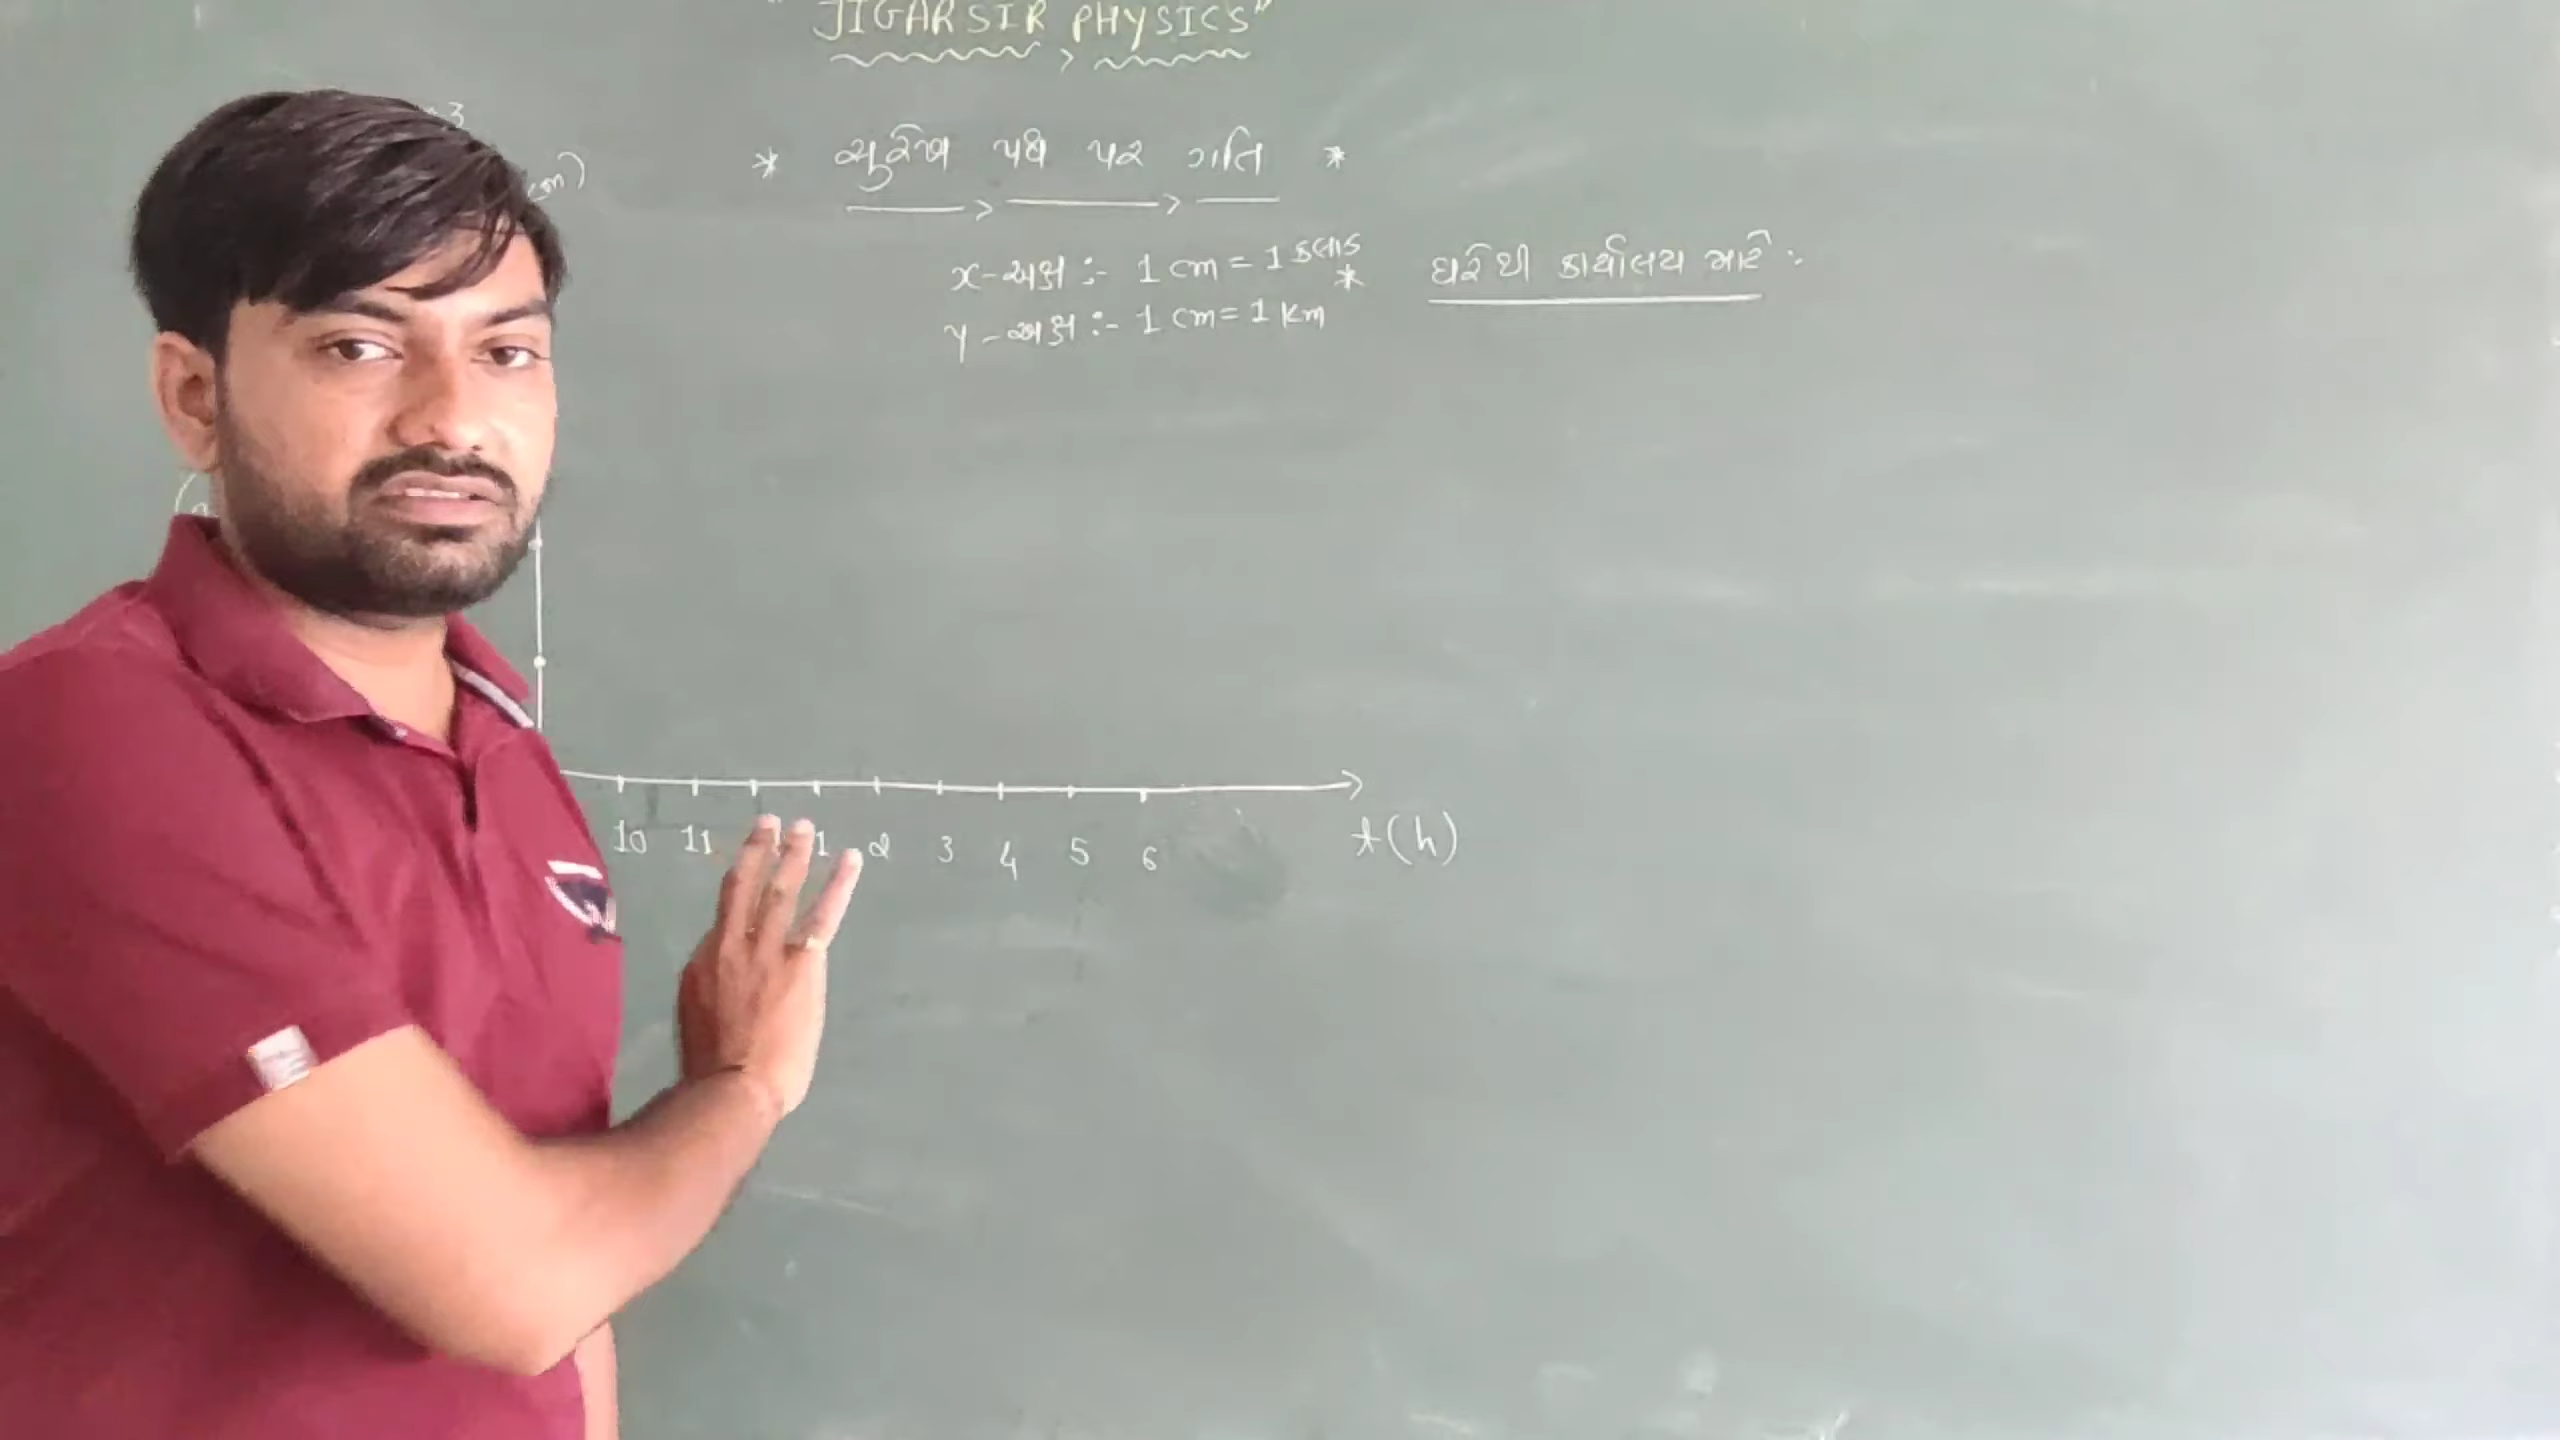 "JIGAR SIR PHYSICS"
3
* સુરેખ પથ પર ગતિ *
x-અક્ષ :- 1 cm = 1 કલાક
y-અક્ષ :- 1 cm = 1 km
* ઘરેથી કાર્યાલય માટે :-
10 11 1 2 3 4 5 6
t(h)